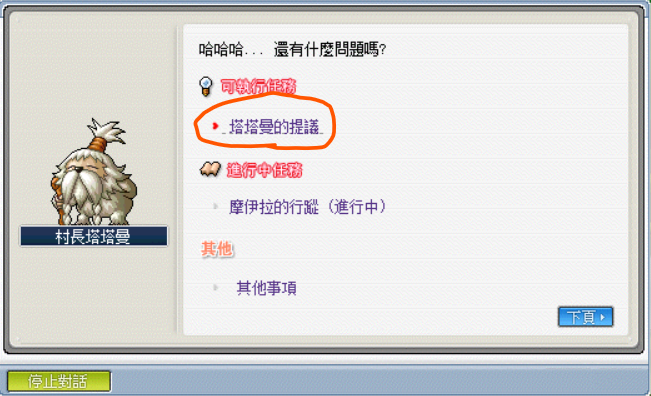 哈哈哈... 還有什麼問題嗎?
可執行任務
塔塔曼的提議
進行中任務
摩伊拉的行蹤 (進行中)
其他
其他事項
村長塔塔曼
下頁
停止對話